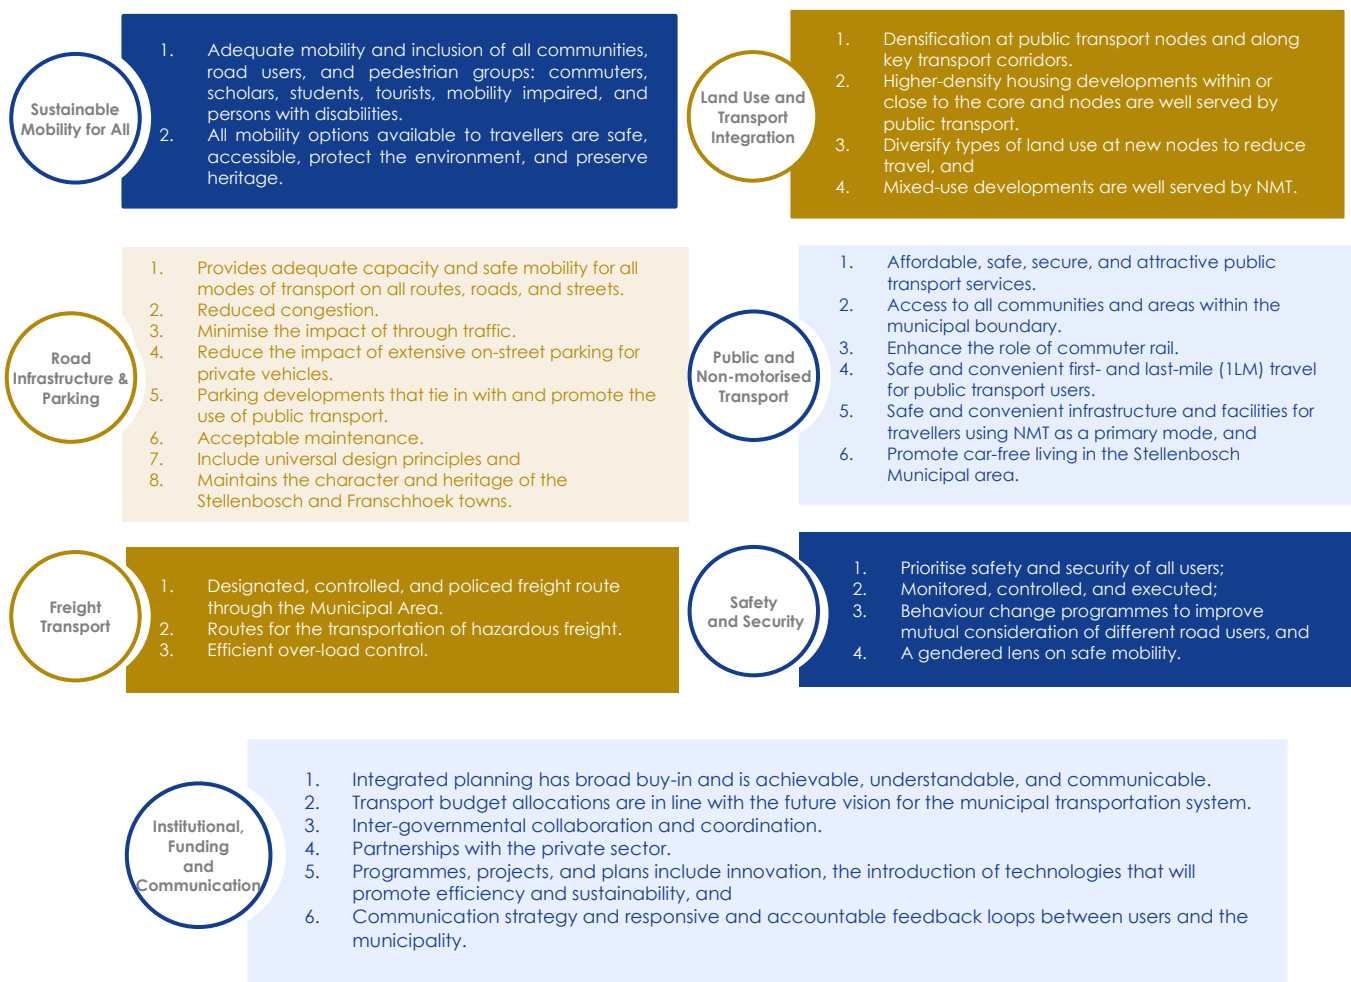 Sustainable
Mobility for All
1. Adequate mobility and inclusion of all communities,
road users, and pedestrian groups: commuters,
scholars, students, tourists, mobility impaired, and
persons with disabilities.
2. All mobility options available to travellers are safe,
accessible, protect the environment, and preserve
heritage.
Land Use and
Transport
Integration
1. Densification at public transport nodes and along
key transport corridors.
2. Higher-density housing developments within or
close to the core and nodes are well served by
public transport.
3. Diversify types of land use at new nodes to reduce
travel, and
4. Mixed-use developments are well served by NMT.
Road
Infrastructure &
Parking
1. Provides adequate capacity and safe mobility for all
modes of transport on all routes, roads, and streets.
2. Reduced congestion.
3. Minimise the impact of through traffic.
4. Reduce the impact of extensive on-street parking for
private vehicles.
5. Parking developments that tie in with and promote the
use of public transport.
6. Acceptable maintenance.
7. Include universal design principles and
8. Maintains the character and heritage of the
Stellenbosch and Franschhoek towns.
Public and
Non-motorised
Transport
1. Affordable, safe, secure, and attractive public
transport services.
2. Access to all communities and areas within the
municipal boundary.
3. Enhance the role of commuter rail.
4. Safe and convenient first- and last-mile (1LM) travel
for public transport users.
5. Safe and convenient infrastructure and facilities for
travellers using NMT as a primary mode, and
6. Promote car-free living in the Stellenbosch
Municipal area.
Freight
Transport
1. Designated, controlled, and policed freight route
through the Municipal Area.
2. Routes for the transportation of hazardous freight.
3. Efficient over-load control.
Safety
and Security
1. Prioritise safety and security of all users;
2. Monitored, controlled, and executed;
3. Behaviour change programmes to improve
mutual consideration of different road users, and
4. A gendered lens on safe mobility.
Institutional,
Funding
and
Communication
1. Integrated planning has broad buy-in and is achievable, understandable, and communicable.
2. Transport budget allocations are in line with the future vision for the municipal transportation system.
3. Inter-governmental collaboration and coordination.
4. Partnerships with the private sector.
5. Programmes, projects, and plans include innovation, the introduction of technologies that will
promote efficiency and sustainability, and
6. Communication strategy and responsive and accountable feedback loops between users and the
municipality.